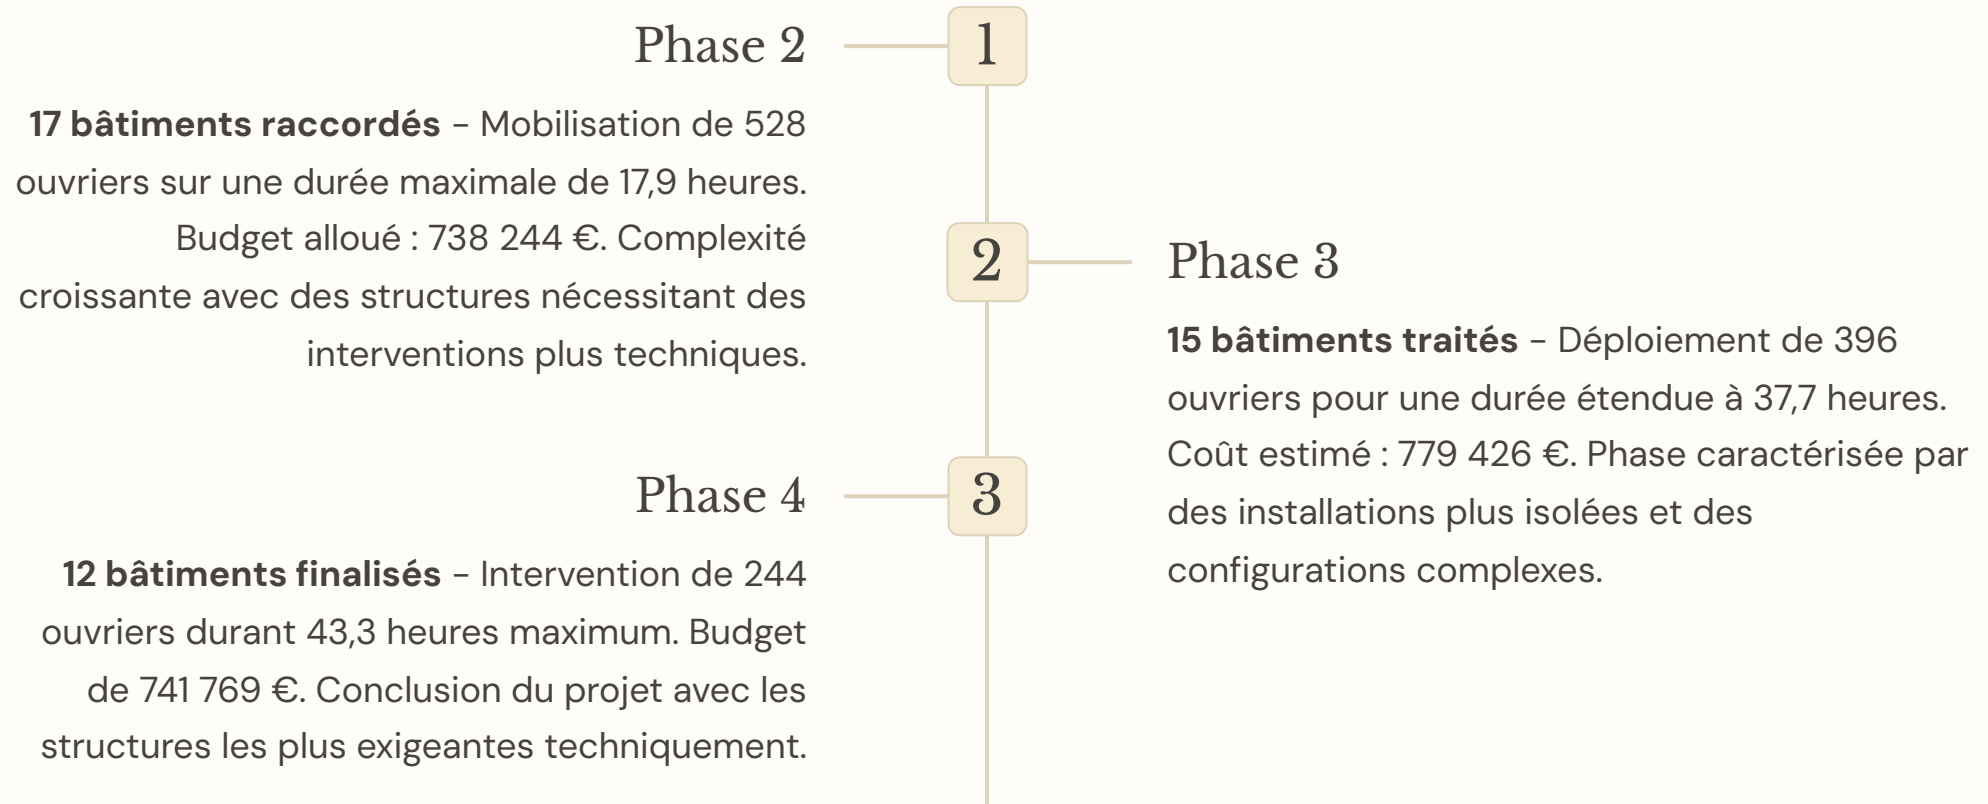 Phase 2
1
17 bâtiments raccordés – Mobilisation de 528
ouvriers sur une durée maximale de 17,9 heures.
Budget alloué : 738 244 €. Complexité
croissante avec des structures nécessitant des
interventions plus techniques.
2
Phase 3
15 bâtiments traités – Déploiement de 396
ouvriers pour une durée étendue à 37,7 heures.
Coût estimé : 779 426 €. Phase caractérisée par
des installations plus isolées et des
configurations complexes.
Phase 4
3
12 bâtiments finalisés – Intervention de 244
ouvriers durant 43,3 heures maximum. Budget
de 741 769 €. Conclusion du projet avec les
structures les plus exigeantes techniquement.